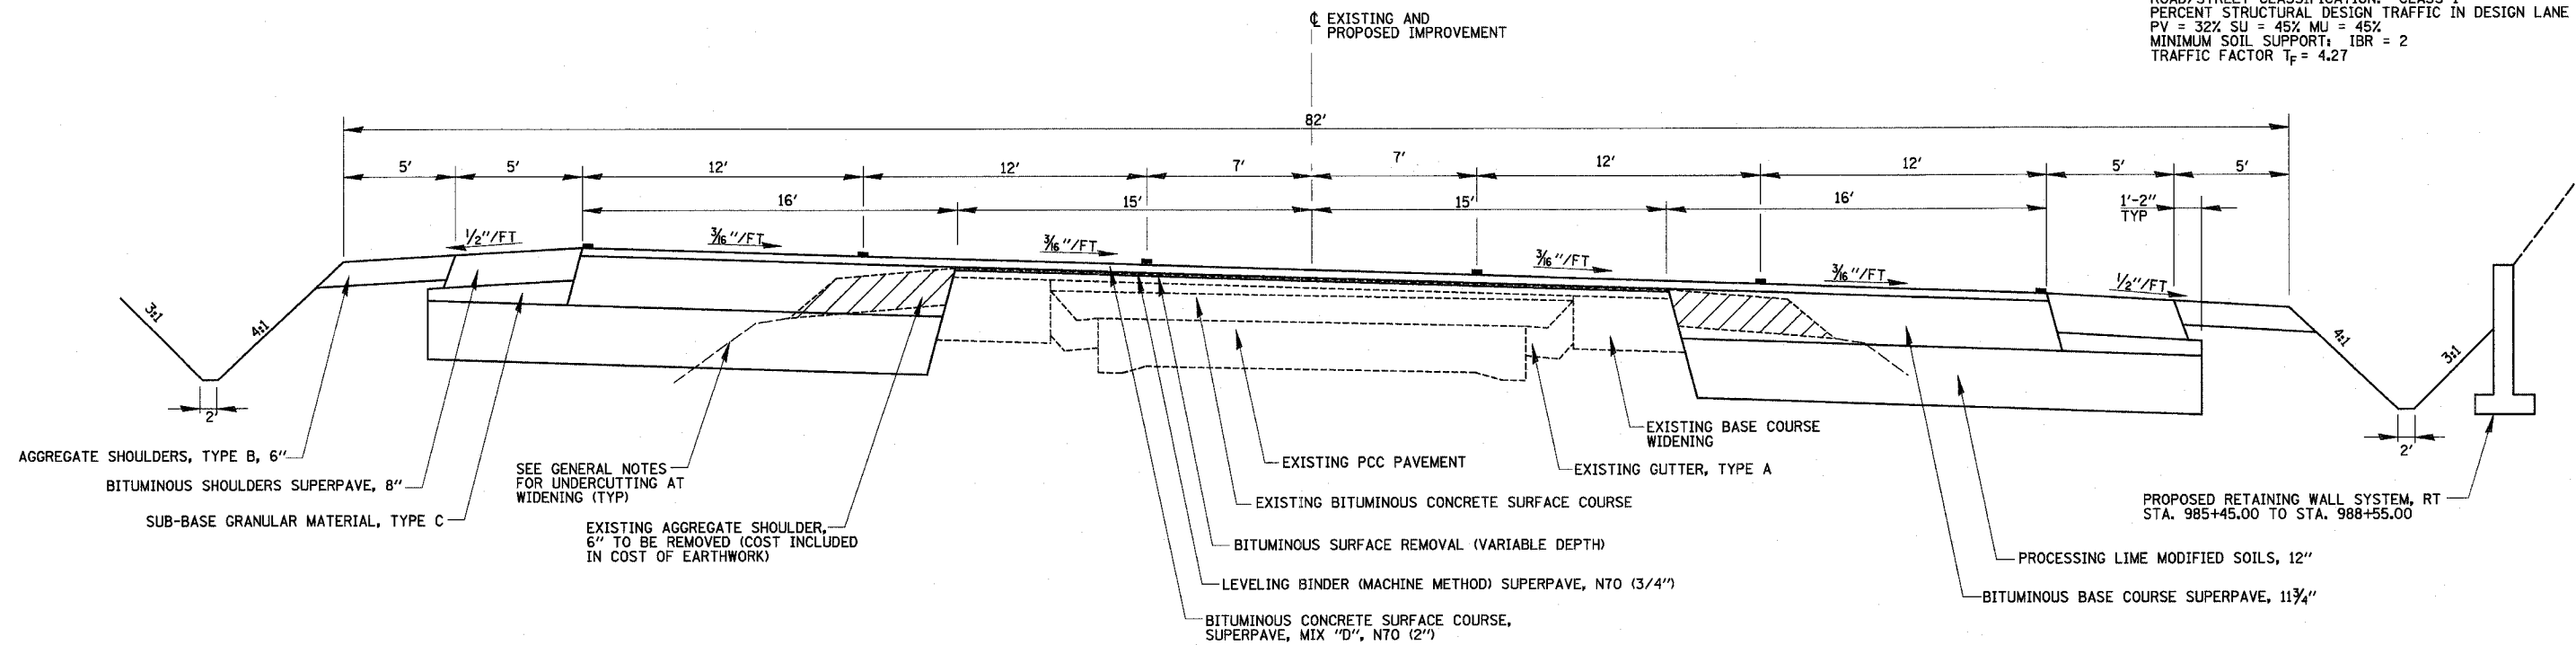 ROAD/STREET CLASSIFICATION: CLASS I
PERCENT STRUCTURAL DESIGN TRAFFIC IN DESIGN LANE
PV = 32% SU = 45% MU = 45%
MINIMUM SOIL SUPPORT: IBR = 2
TRAFFIC FACTOR TF = 4.27
℄ EXISTING AND
PROPOSED IMPROVEMENT
82'
5' 5' 12' 12' 7' 7' 12' 12' 5' 5'
16' 15' 15' 16' 1'-2"
TYP
1/2"/FT 3/16"/FT 3/16"/FT 3/16"/FT 3/16"/FT 1/2"/FT
3:1 4:1 4:1 3:1
2' 2'
AGGREGATE SHOULDERS, TYPE B, 6"
BITUMINOUS SHOULDERS SUPERPAVE, 8"
SUB-BASE GRANULAR MATERIAL, TYPE C
SEE GENERAL NOTES
FOR UNDERCUTTING AT
WIDENING (TYP)
EXISTING AGGREGATE SHOULDER,
6" TO BE REMOVED (COST INCLUDED
IN COST OF EARTHWORK)
EXISTING BASE COURSE
WIDENING
EXISTING PCC PAVEMENT
EXISTING GUTTER, TYPE A
EXISTING BITUMINOUS CONCRETE SURFACE COURSE
BITUMINOUS SURFACE REMOVAL (VARIABLE DEPTH)
LEVELING BINDER (MACHINE METHOD) SUPERPAVE, N70 (3/4")
BITUMINOUS CONCRETE SURFACE COURSE,
SUPERPAVE, MIX "D", N70 (2")
PROPOSED RETAINING WALL SYSTEM, RT
STA. 985+45.00 TO STA. 988+55.00
PROCESSING LIME MODIFIED SOILS, 12"
BITUMINOUS BASE COURSE SUPERPAVE, 11 3/4"